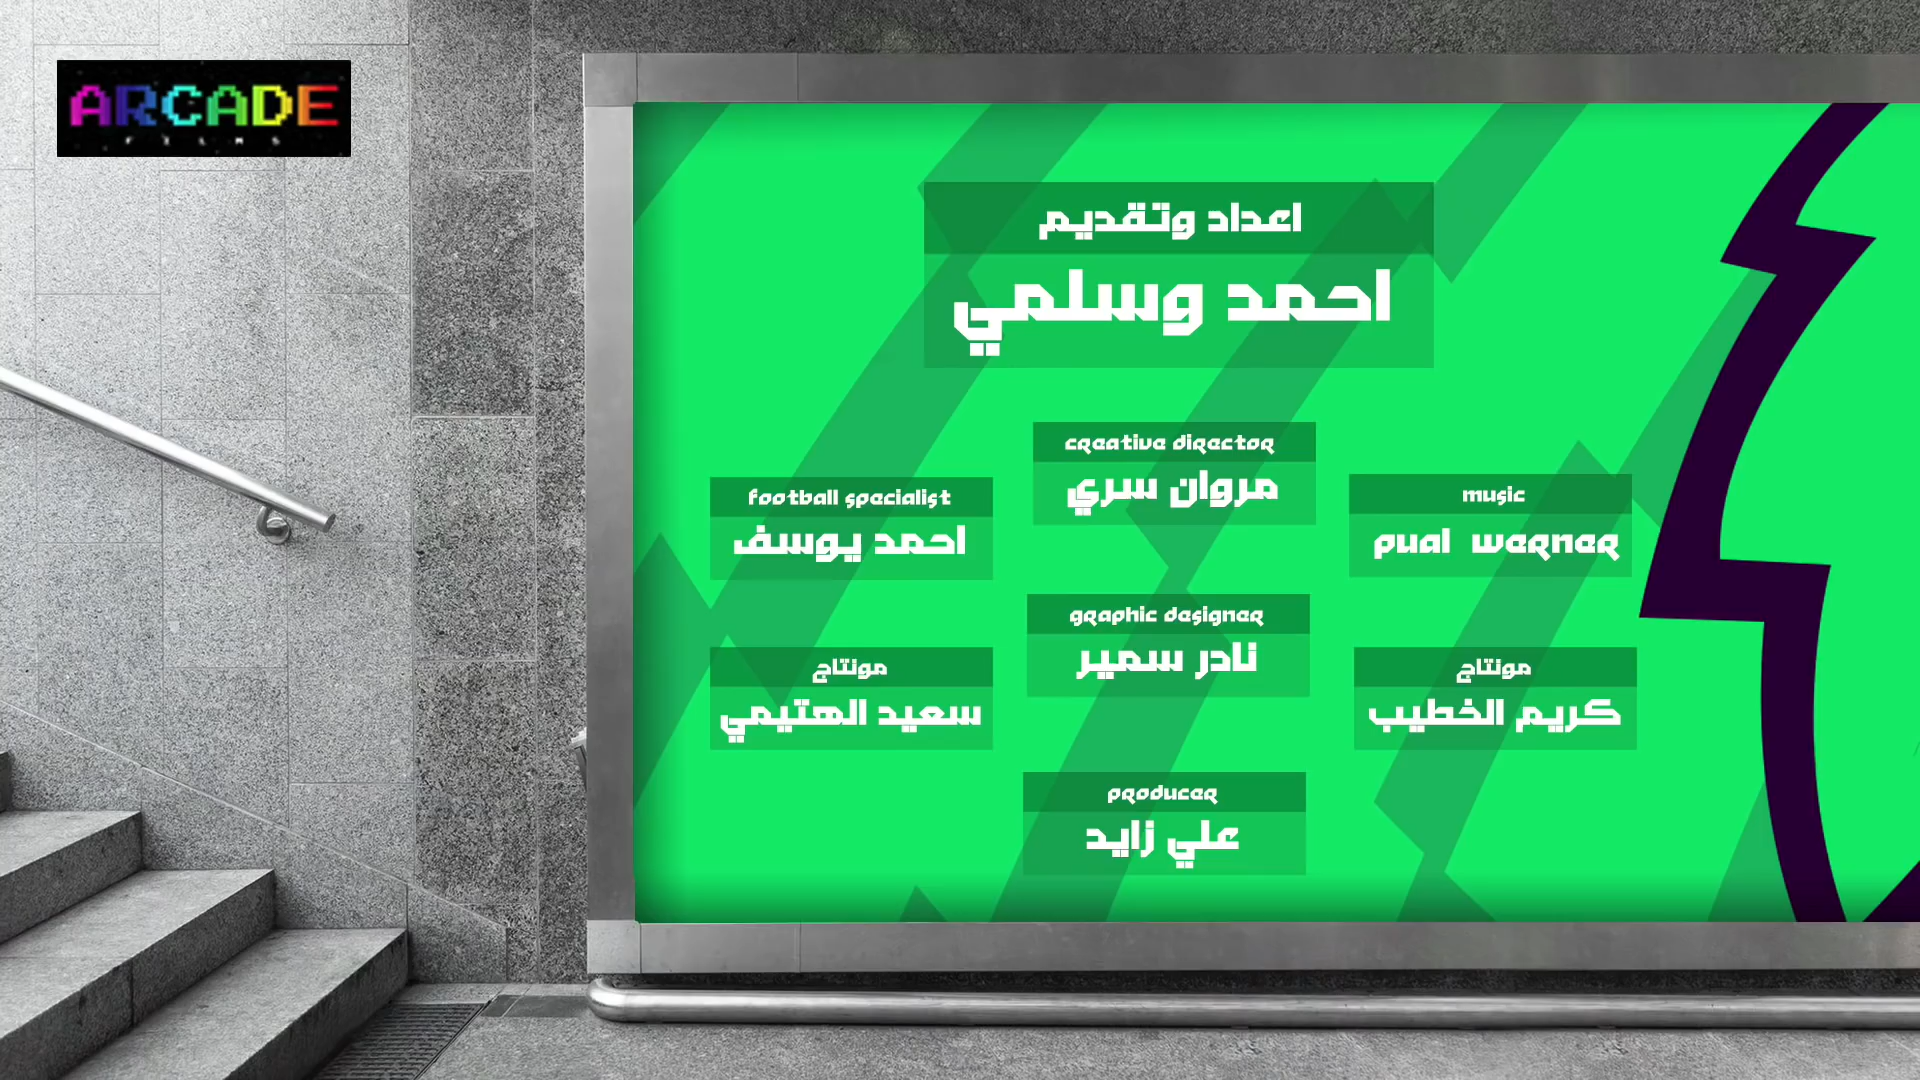 ARCADE
FILMS
اعداد وتقديم
احمد وسلمي
creative director
مروان سري
football specialist
احمد يوسف
music
pual werner
graphic designer
نادر سمير
مونتاج
سعيد الهتيمي
مونتاج
كريم الخطيب
producer
علي زايد